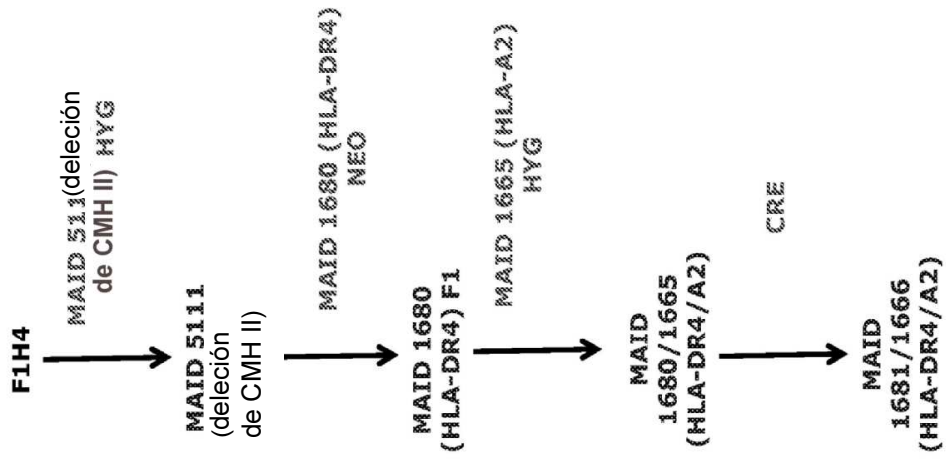 F1H4
MAID 511(deleción
de CMH II) HYG
MAID 5111
(deleción
de CMH II)
MAID 1680 (HLA-DR4)
NEO
MAID 1680
(HLA-DR4) F1
MAID 1665 (HLA-A2)
HYG
MAID
1680/1665
(HLA-DR4/A2)
CRE
MAID
1681/1666
(HLA-DR4/A2)